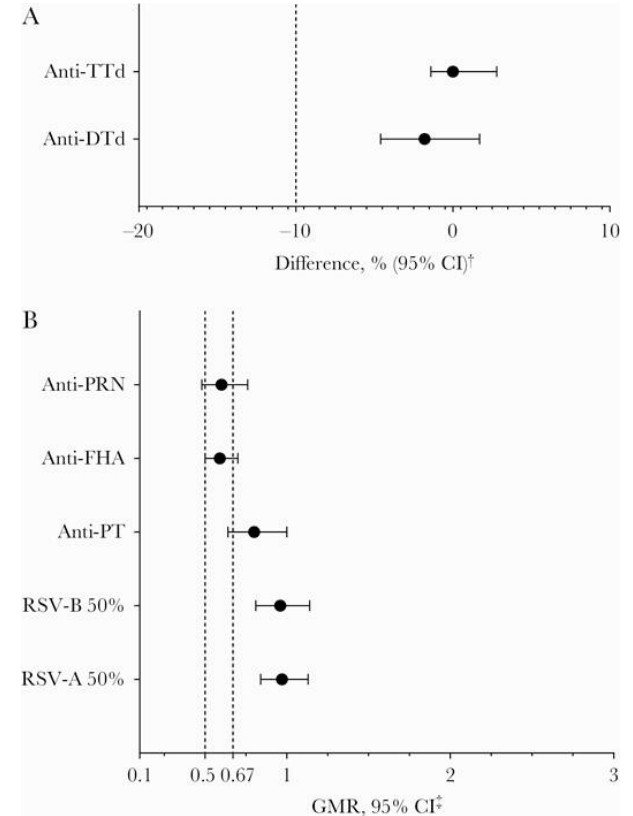 A
Anti-TTd
Anti-DTd
−20 −10 0 10
Difference, % (95% CI)†
B
Anti-PRN
Anti-FHA
Anti-PT
RSV-B 50%
RSV-A 50%
0.1 0.5 0.67 1 2 3
GMR, 95% CI‡